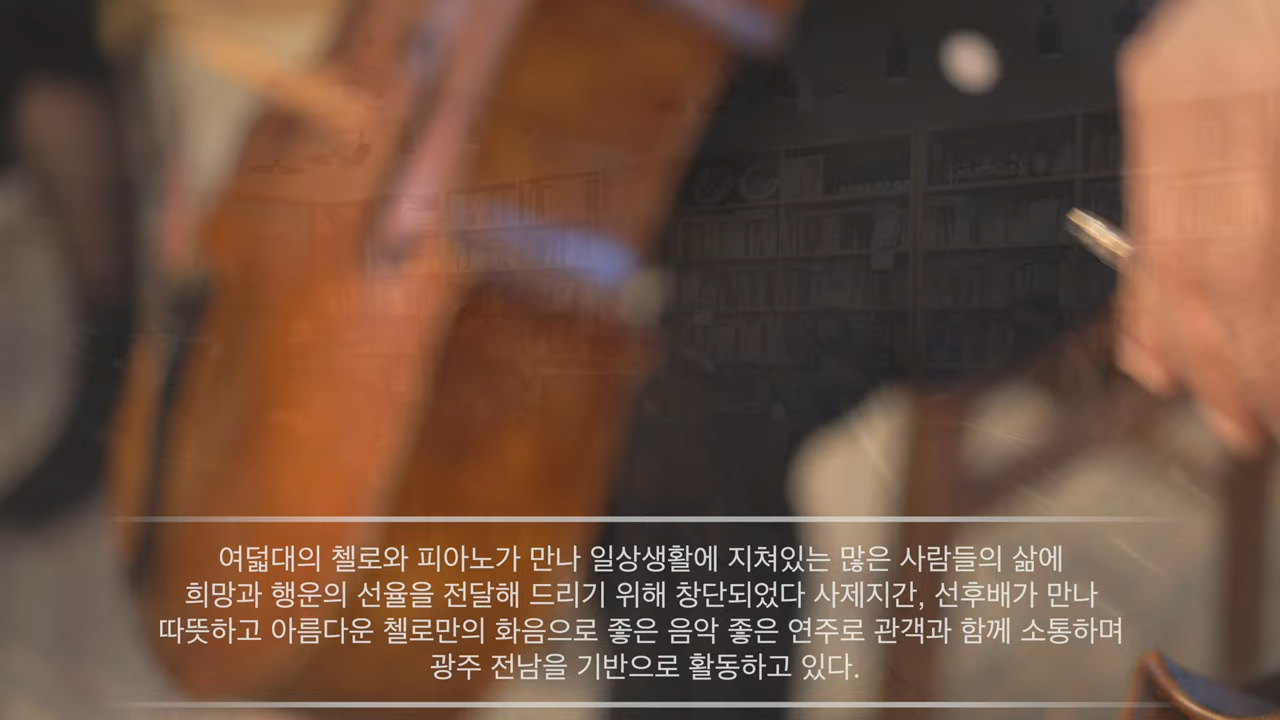 여덟대의 첼로와 피아노가 만나 일상생활에 지쳐있는 많은 사람들의 삶에
희망과 행운의 선율을 전달해 드리기 위해 창단되었다 사제지간, 선후배가 만나
따뜻하고 아름다운 첼로만의 화음으로 좋은 음악 좋은 연주로 관객과 함께 소통하며
광주 전남을 기반으로 활동하고 있다.